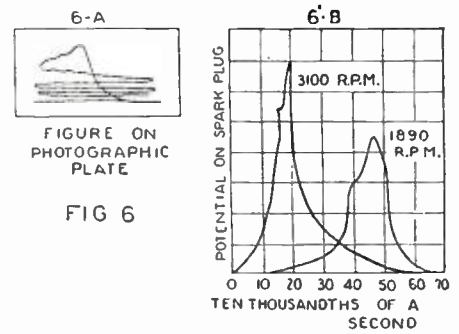 6-A
FIGURE ON
PHOTOGRAPHIC
PLATE
FIG 6
6-B
POTENTIAL ON SPARK PLUG
3100 R.P.M.
1890
R.P.M.
0 10 20 30 40 50 60 70
TEN THOUSANDTHS OF A
SECOND